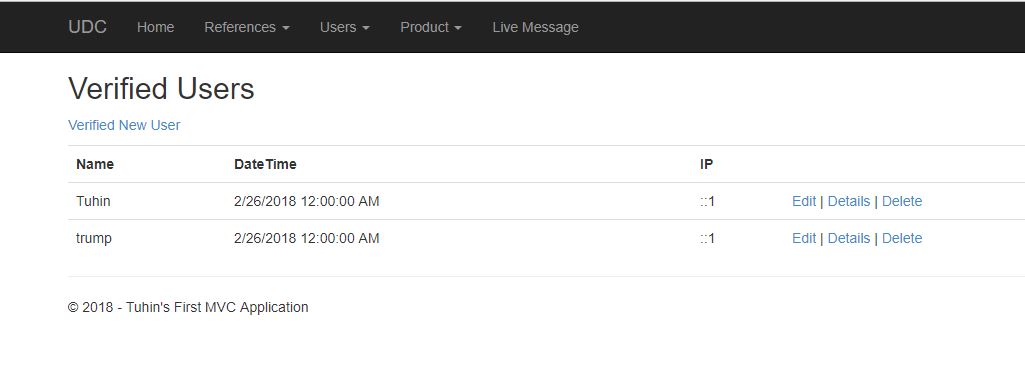 UDC Home References Users Product Live Message
Verified Users
Verified New User
Name DateTime IP
Tuhin 2/26/2018 12:00:00 AM ::1 Edit | Details | Delete
trump 2/26/2018 12:00:00 AM ::1 Edit | Details | Delete
© 2018 - Tuhin's First MVC Application